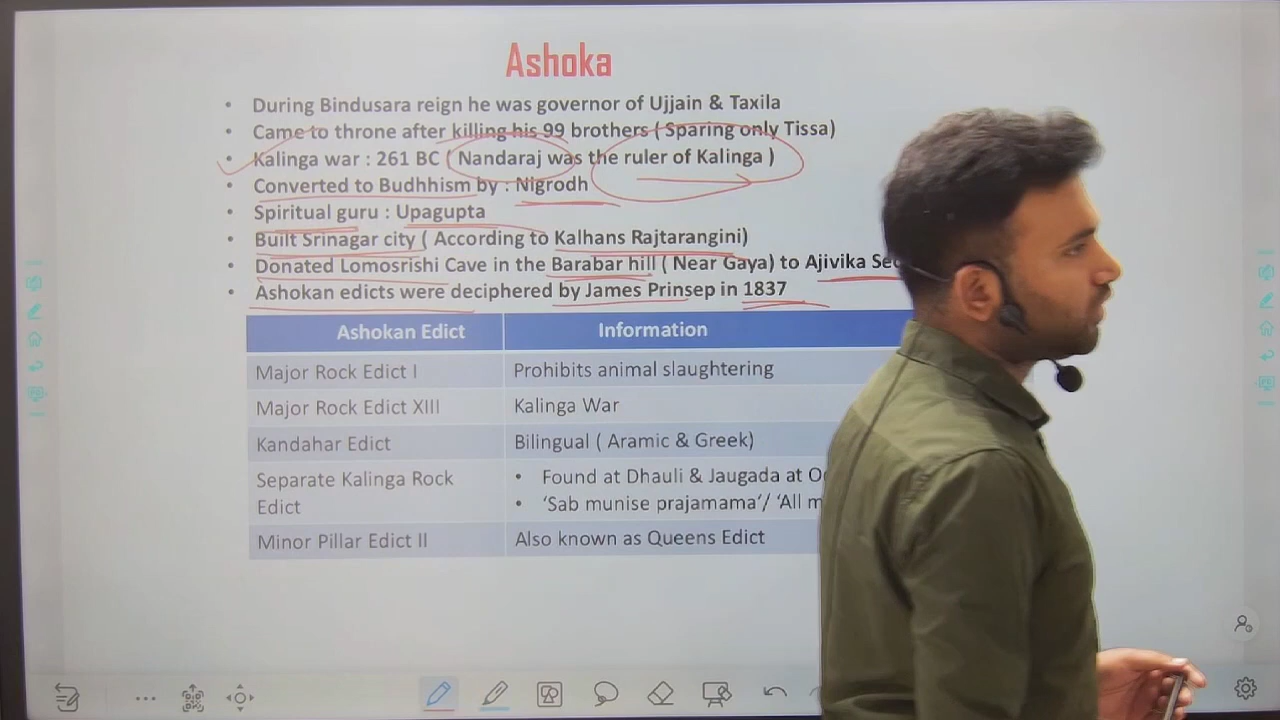 Ashoka
• During Bindusara reign he was governor of Ujjain & Taxila
• Came to throne after killing his 99 brothers ( Sparing only Tissa)
• Kalinga war : 261 BC ( Nandaraj was the ruler of Kalinga )
• Converted to Budhhism by : Nigrodh
• Spiritual guru : Upagupta
• Built Srinagar city ( According to Kalhans Rajtarangini)
• Donated Lomosrishi Cave in the Barabar hill ( Near Gaya) to Ajivika
• Ashokan edicts were deciphered by James Prinsep in 1837
Ashokan Edict Information
Major Rock Edict I Prohibits animal slaughtering
Major Rock Edict XIII Kalinga War
Kandahar Edict Bilingual ( Aramic & Greek)
Separate Kalinga Rock Edict • Found at Dhauli & Jaugada at
• ‘Sab munise prajamama’/ ‘All
Minor Pillar Edict II Also known as Queens Edict